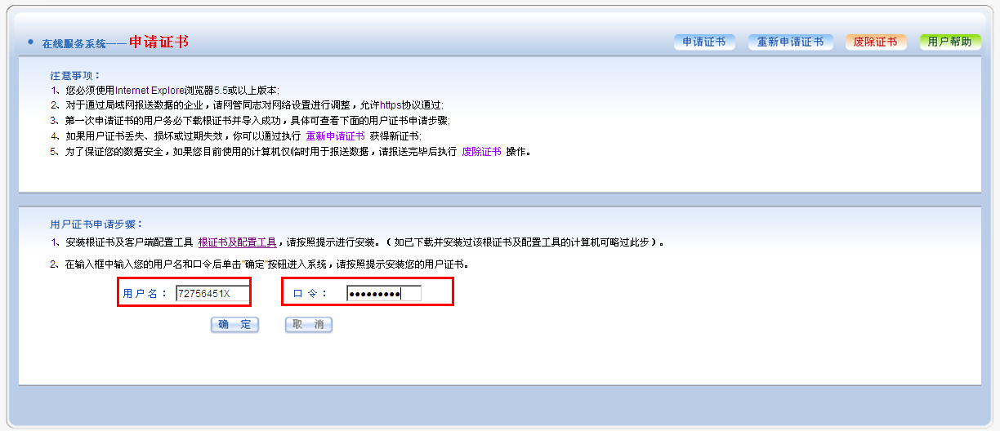 在线服务系统——申请证书
申请证书 重新申请证书 废除证书 用户帮助
注意事项：
1、您必须使用Internet Explore浏览器5.5或以上版本;
2、对于通过局域网报送数据的企业，请网管同志对网络设置进行调整，允许https协议通过;
3、第一次申请证书的用户务必下载根证书并导入成功，具体可查看下面的用户证书申请步骤;
4、如果用户证书丢失、损坏或过期失效，你可以通过执行 重新申请证书 获得新证书;
5、为了保证您的数据安全，如果您目前使用的计算机仅临时用于报送数据，请报送完毕后执行 废除证书 操作。
用户证书申请步骤：
1、安装根证书及客户端配置工具 根证书及配置工具，请按照提示进行安装。（如已下载并安装过该根证书及配置工具的计算机可略过此步）。
2、在输入框中输入您的用户名和口令后单击"确定"按钮进入系统，请按照提示安装您的用户证书。
用户名： 72756451X 口令： ●●●●●●●●●
确 定 取 消